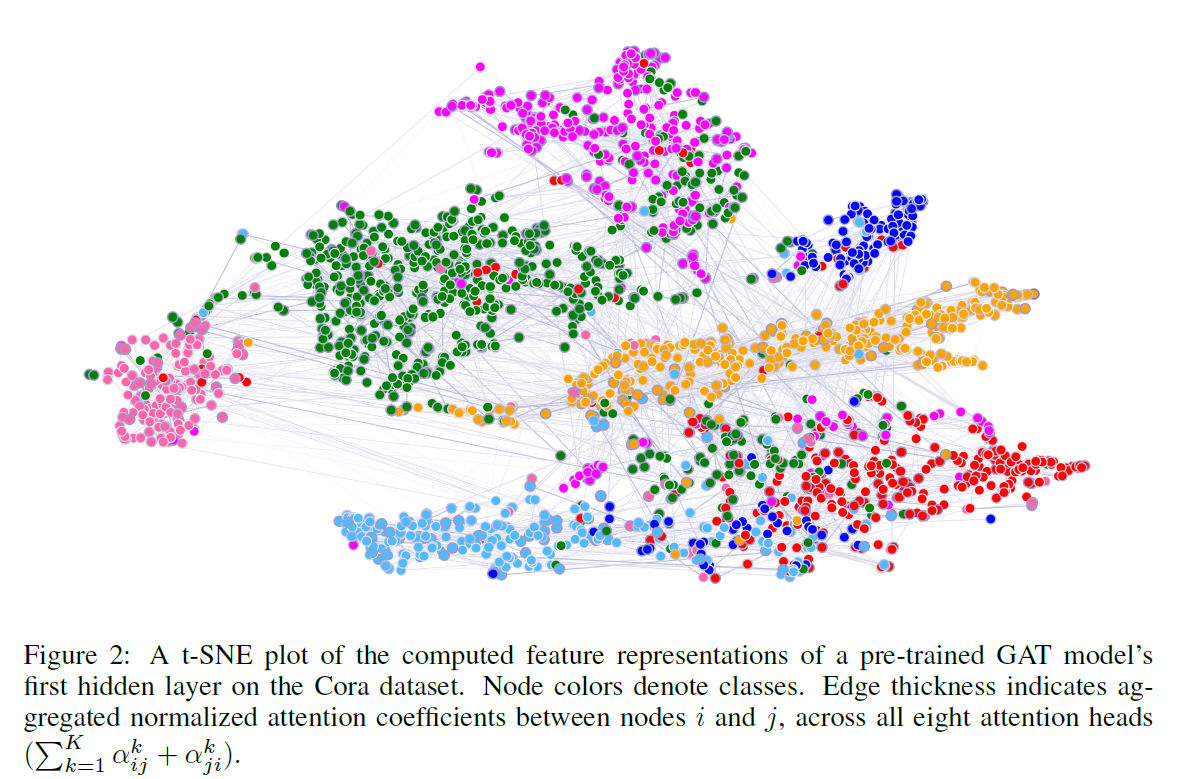 Figure 2: A t-SNE plot of the computed feature representations of a pre-trained GAT model's
first hidden layer on the Cora dataset. Node colors denote classes. Edge thickness indicates ag-
gregated normalized attention coefficients between nodes i and j, across all eight attention heads
(∑_{k=1}^{K} α_{ij}^{k} + α_{ji}^{k}).